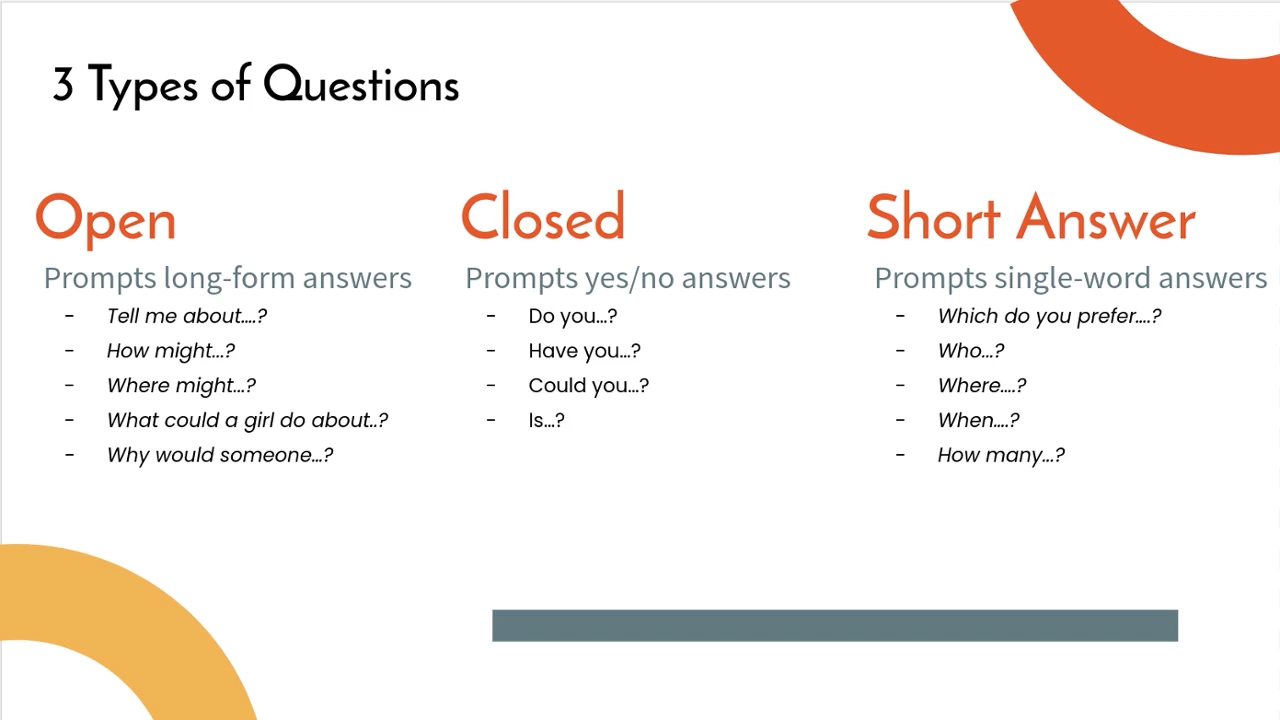 3 Types of Questions
Open
Prompts long-form answers
- Tell me about....?
- How might...?
- Where might...?
- What could a girl do about..?
- Why would someone...?
Closed
Prompts yes/no answers
- Do you...?
- Have you...?
- Could you...?
- Is...?
Short Answer
Prompts single-word answers
- Which do you prefer....?
- Who...?
- Where....?
- When....?
- How many...?